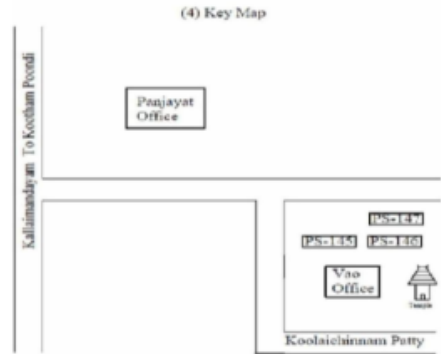 (4) Key Map
Kallaimandayam To Kootham Poondi
Panjayat
Office
PS-147
PS-145
PS-146
Vao
Office
Temple
Koolaichinnam Patty